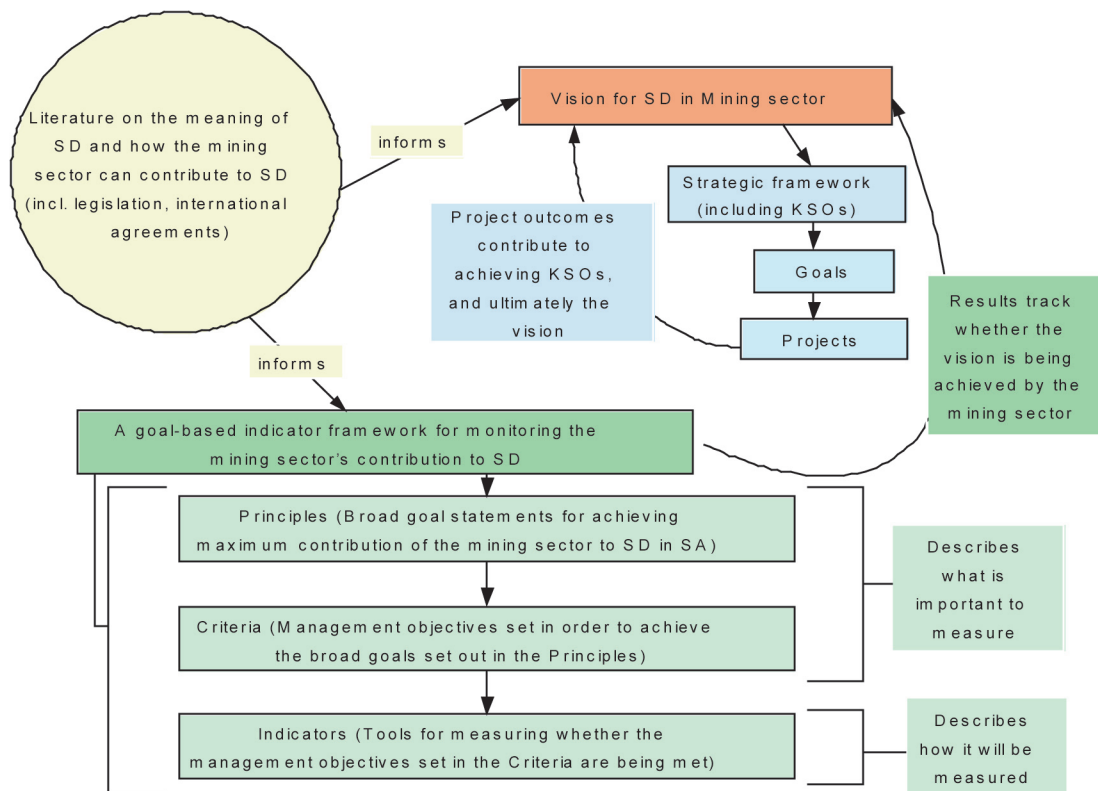 Literature on the meaning of
SD and how the mining
sector can contribute to SD
(incl. legislation, international
agreements)
informs
Vision for SD in Mining sector
Strategic framework
(including KSOs)
Goals
Projects
Project outcomes
contribute to
achieving KSOs,
and ultimately the
vision
Results track
whether the
vision is being
achieved by the
mining sector
informs
A goal-based indicator framework for monitoring the
mining sector's contribution to SD
Principles (Broad goal statements for achieving
maximum contribution of the mining sector to SD in SA)
Criteria (Management objectives set in order to achieve
the broad goals set out in the Principles)
Describes
what is
important to
measure
Indicators (Tools for measuring whether the
management objectives set in the Criteria are being met)
Describes
how it will be
measured